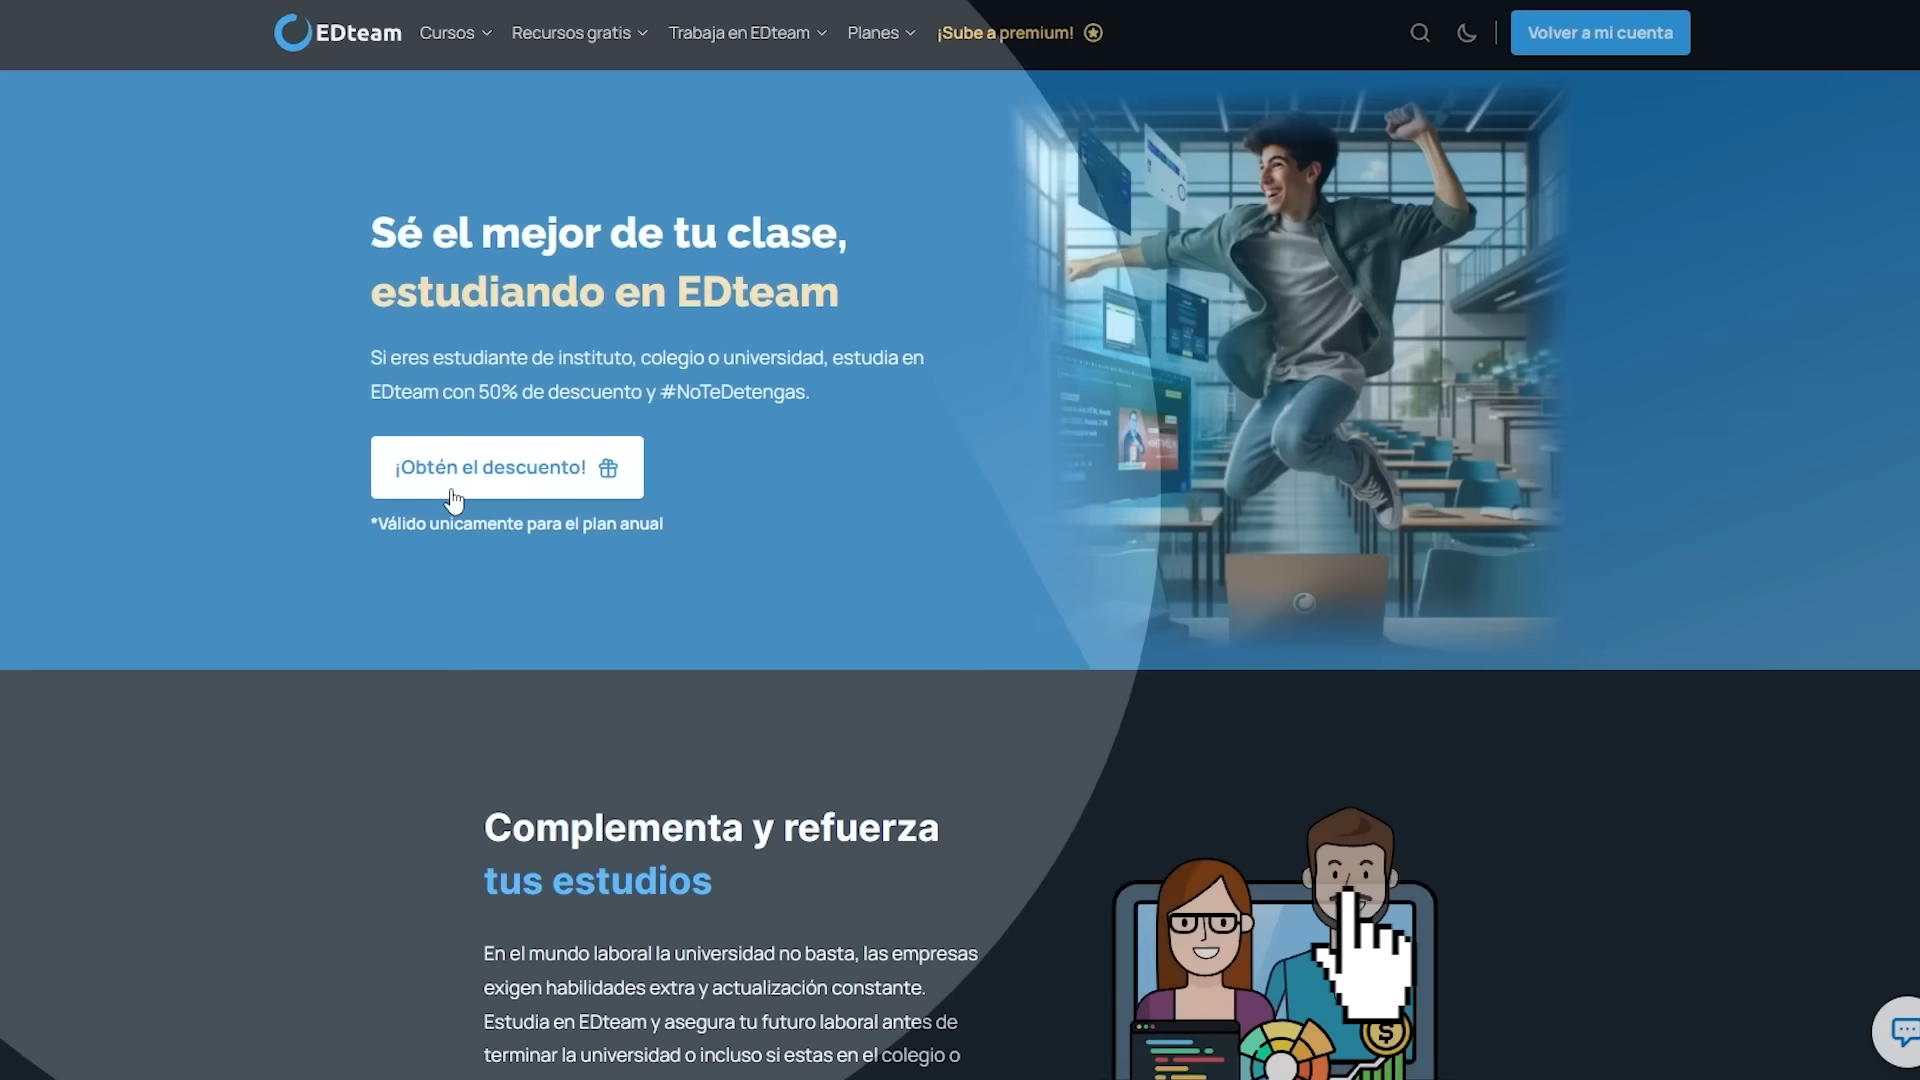 EDteam
Cursos
Recursos gratis
Trabaja en EDteam
Planes
¡Sube a premium!
Volver a mi cuenta
Sé el mejor de tu clase,
estudiando en EDteam
Si eres estudiante de instituto, colegio o universidad, estudia en
EDteam con 50% de descuento y #NoTeDetengas.
¡Obtén el descuento!
*Válido unicamente para el plan anual
Complementa y refuerza
tus estudios
En el mundo laboral la universidad no basta, las empresas
exigen habilidades extra y actualización constante.
Estudia en EDteam y asegura tu futuro laboral antes de
terminar la universidad o incluso si estas en el colegio o
$